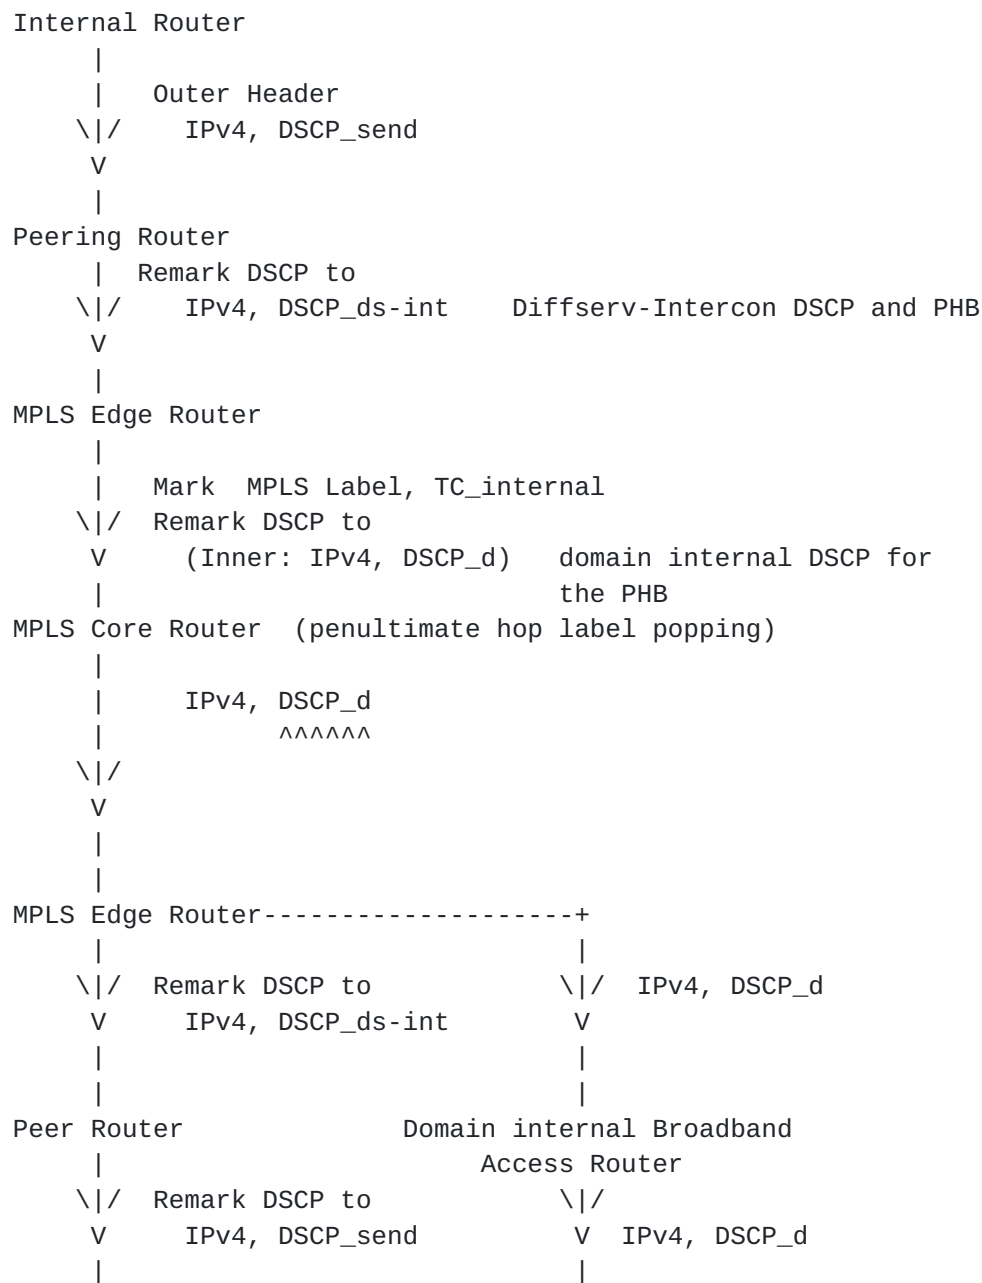 Internal Router
     |
     |   Outer Header
    \|/    IPv4, DSCP_send
     V
     |
Peering Router
     |  Remark DSCP to
    \|/    IPv4, DSCP_ds-int    Diffserv-Intercon DSCP and PHB
     V
     |
MPLS Edge Router
     |
     |   Mark  MPLS Label, TC_internal
    \|/  Remark DSCP to
     V     (Inner: IPv4, DSCP_d)   domain internal DSCP for
     |                             the PHB
MPLS Core Router  (penultimate hop label popping)
     |
     |     IPv4, DSCP_d
     |           ^^^^^^
    \|/
     V
     |
     |
MPLS Edge Router--------------------+
     |                              |
    \|/  Remark DSCP to            \|/  IPv4, DSCP_d
     V     IPv4, DSCP_ds-int        V
     |                              |
     |                              |
Peer Router              Domain internal Broadband
     |                        Access Router
    \|/  Remark DSCP to            \|/
     V     IPv4, DSCP_send          V  IPv4, DSCP_d
     |                              |